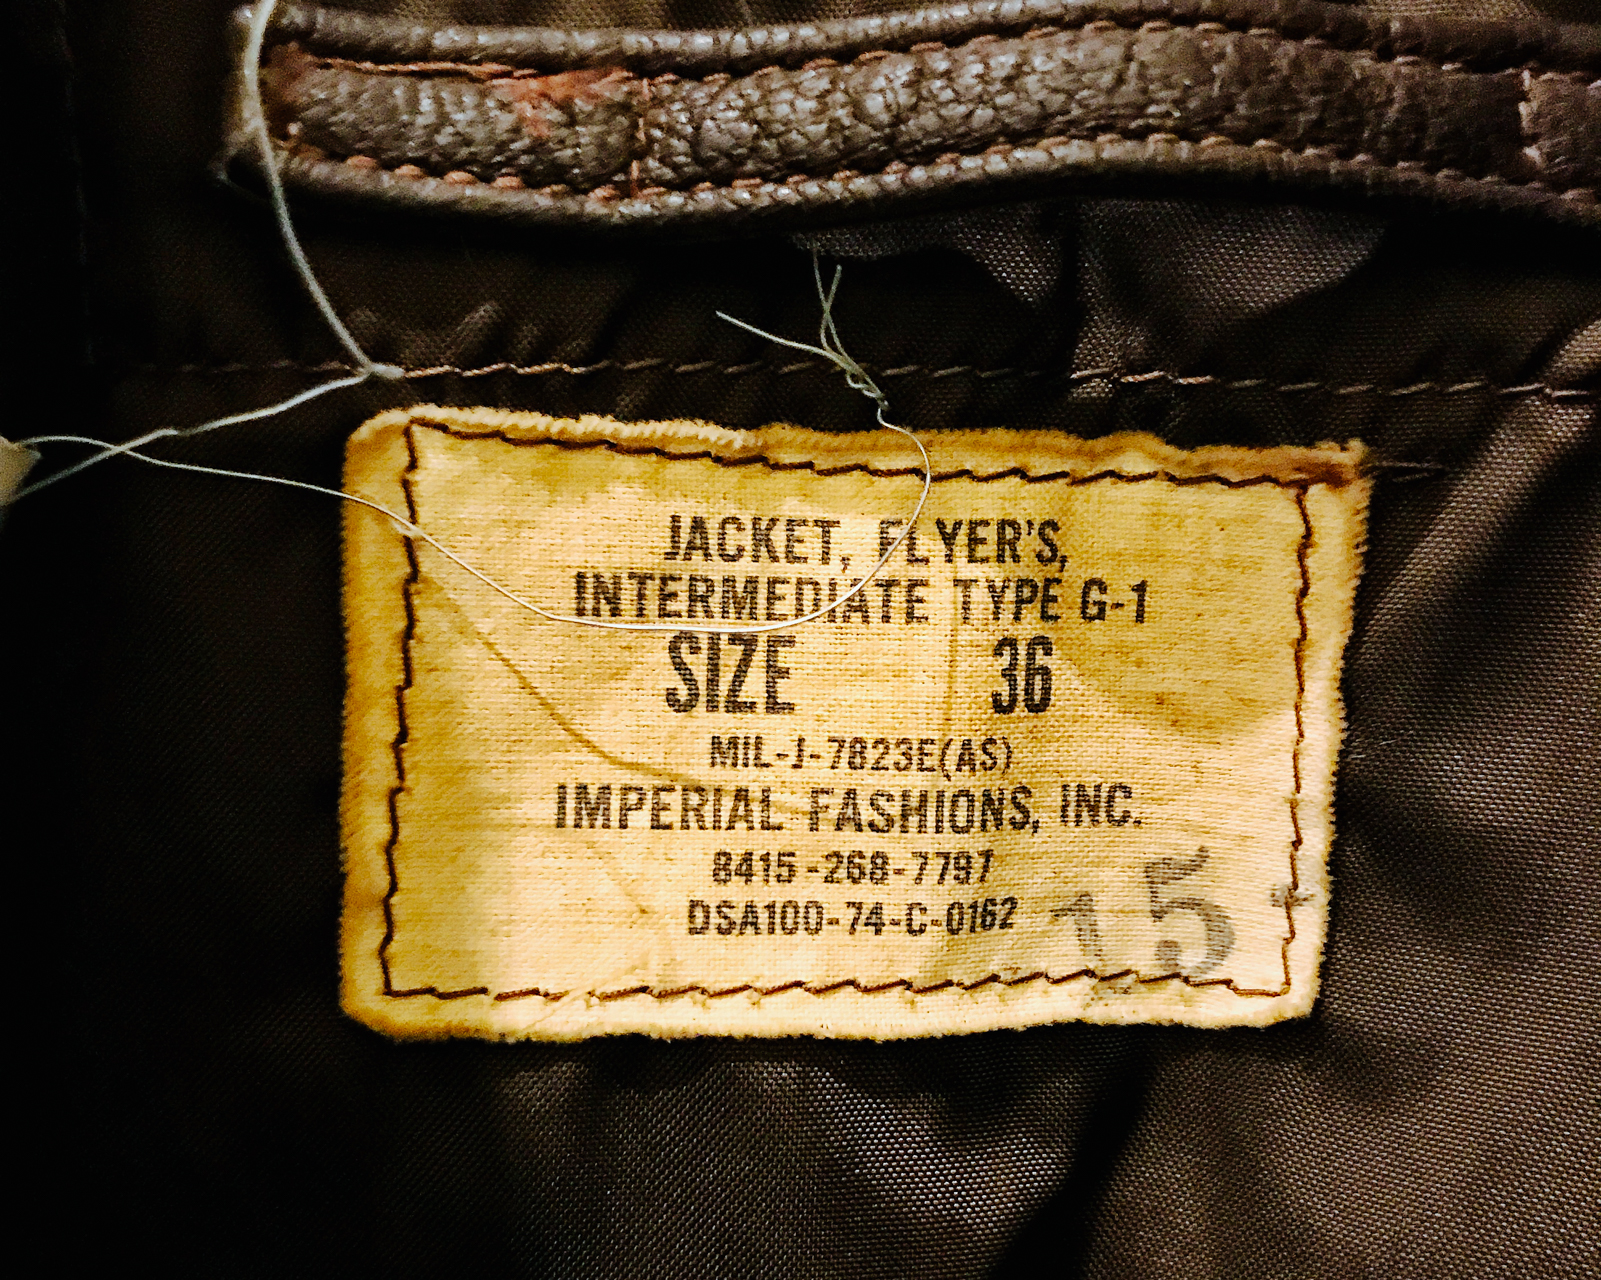 JACKET, FLYER'S,
INTERMEDIATE TYPE G-1
SIZE 36
MIL-J-7823E(AS)
IMPERIAL FASHIONS, INC.
8415-268-7797
DSA100-74-C-0162
15